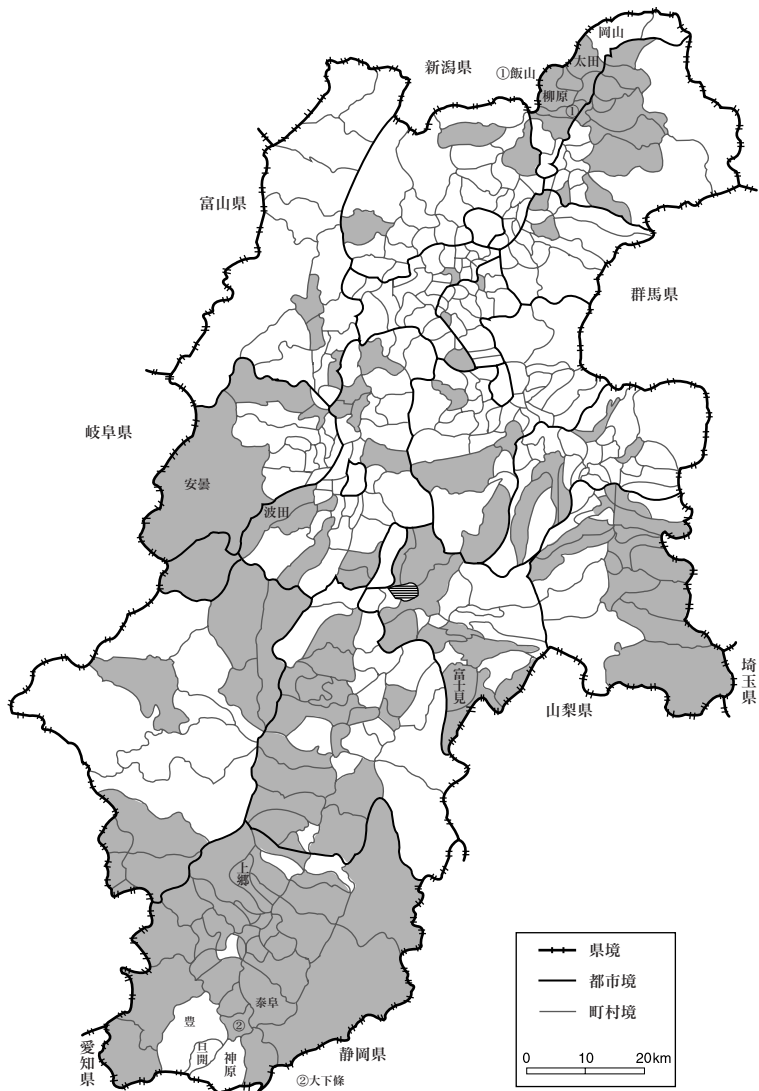 岡山
新潟県
①飯山
太田
柳原
①
富山県
群馬県
岐阜県
安曇
波田
富士見
埼玉県
山梨県
上郷
泰阜
豊
②
旦開
神原
愛知県
静岡県
②大下條
県境
都市境
町村境
0 10 20km